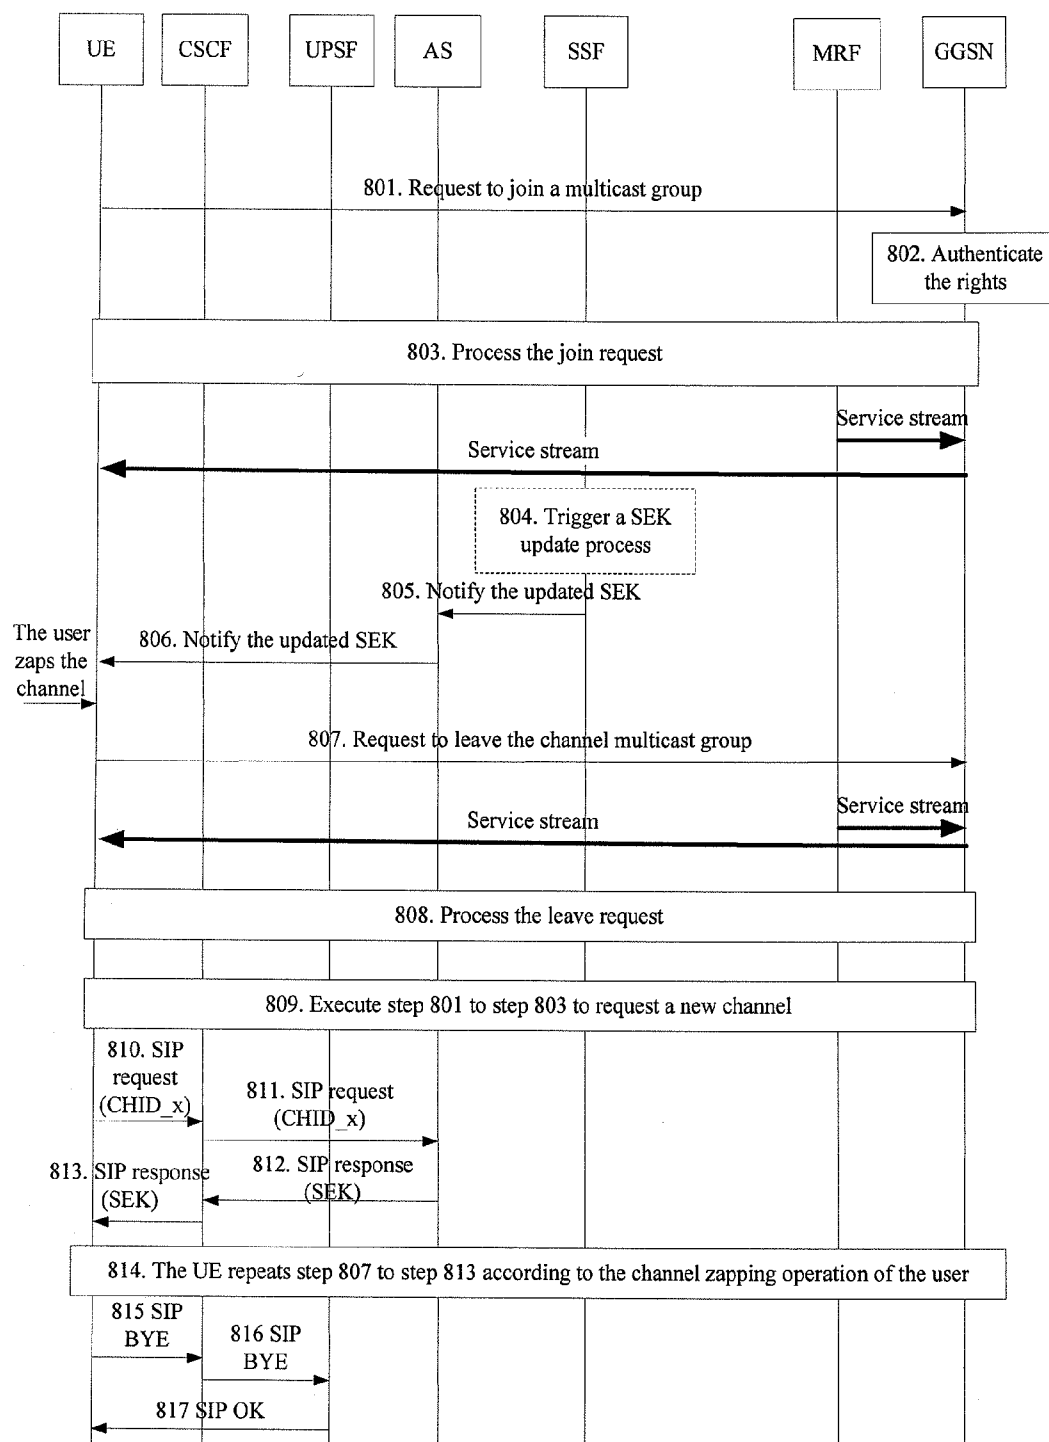 UE CSCF UPSF AS SSF MRF GGSN
801. Request to join a multicast group
802. Authenticate
the rights
803. Process the join request
Service stream
Service stream
804. Trigger a SEK
update process
805. Notify the updated SEK
806. Notify the updated SEK
The user
zaps the
channel
807. Request to leave the channel multicast group
Service stream
Service stream
808. Process the leave request
809. Execute step 801 to step 803 to request a new channel
810. SIP
request
(CHID_x)
811. SIP request
(CHID_x)
812. SIP response
(SEK)
813. SIP response
(SEK)
814. The UE repeats step 807 to step 813 according to the channel zapping operation of the user
815 SIP
BYE
816 SIP
BYE
817 SIP OK